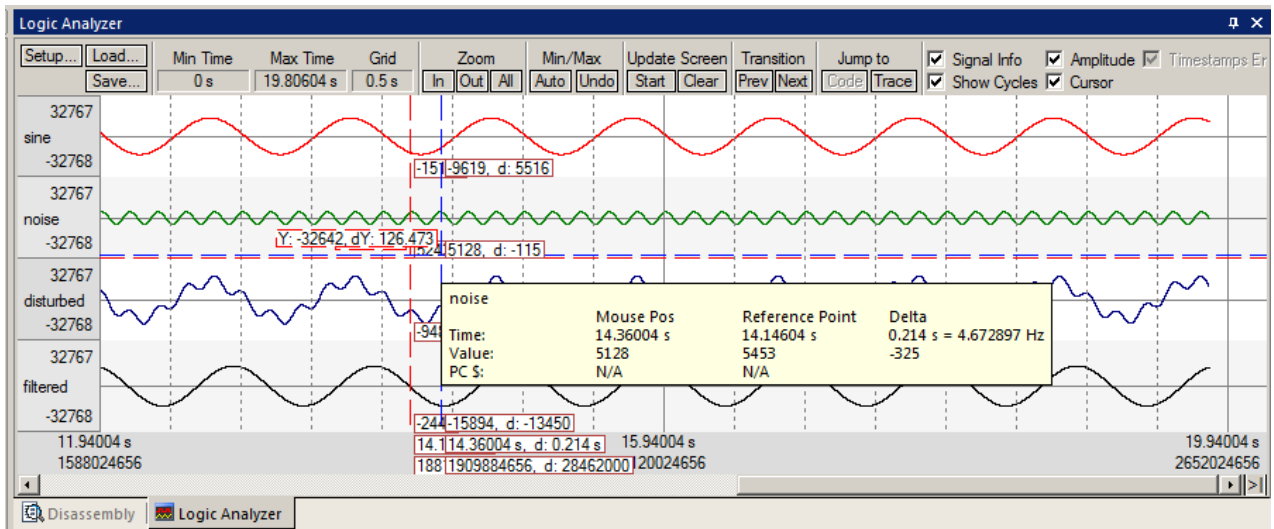 Logic Analyzer
Setup... Load... Min Time Max Time Grid Zoom Min/Max Update Screen Transition Jump to Signal Info Amplitude Timestamps Er
Save... 0 s 19.80604 s 0.5 s In Out All Auto Undo Start Clear Prev Next Code Trace Show Cycles Cursor
32767
sine
-32768
-151 -9619, d: 5516
32767
noise
-32768
Y: -32642, dY: 126.473
5128, d: -115
32767
disturbed
-32768
-948
noise
Mouse Pos Reference Point Delta
Time: 14.36004 s 14.14604 s 0.214 s = 4.672897 Hz
Value: 5128 5453 -325
PC $: N/A N/A
32767
filtered
-32768
-244 -15894, d: -13450
11.94004 s 14.1 14.36004 s, d: 0.214 s 15.94004 s 19.94004 s
1588024656 188 1909884656, d: 28462000 120024656 2652024656
Disassembly Logic Analyzer